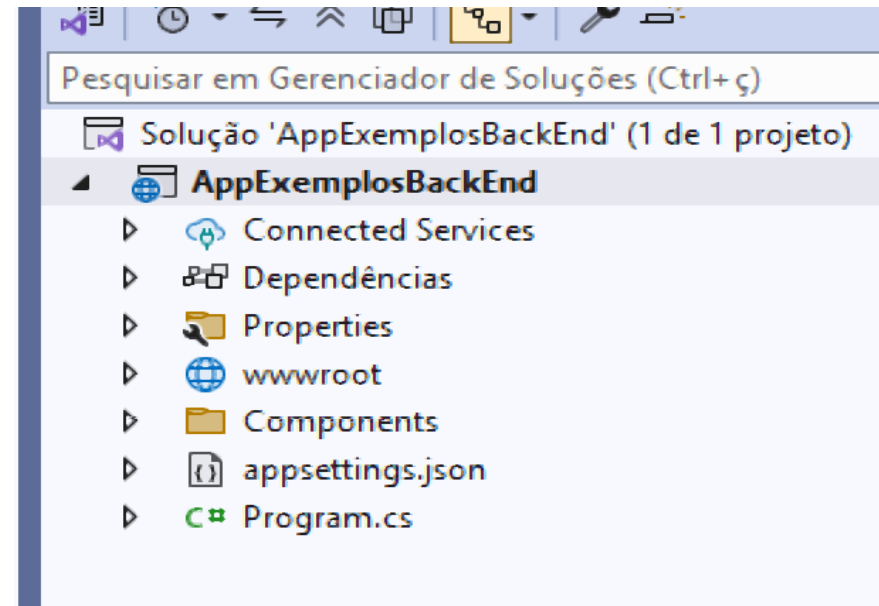 Pesquisar em Gerenciador de Soluções (Ctrl+ç)
Solução 'AppExemplosBackEnd' (1 de 1 projeto)
AppExemplosBackEnd
Connected Services
Dependências
Properties
wwwroot
Components
appsettings.json
C# Program.cs